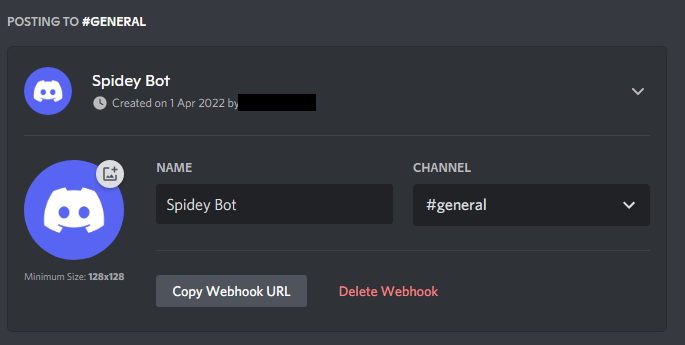 POSTING TO #GENERAL
Spidey Bot
Created on 1 Apr 2022 by
NAME
CHANNEL
Spidey Bot
#general
Minimum Size: 128x128
Copy Webhook URL
Delete Webhook